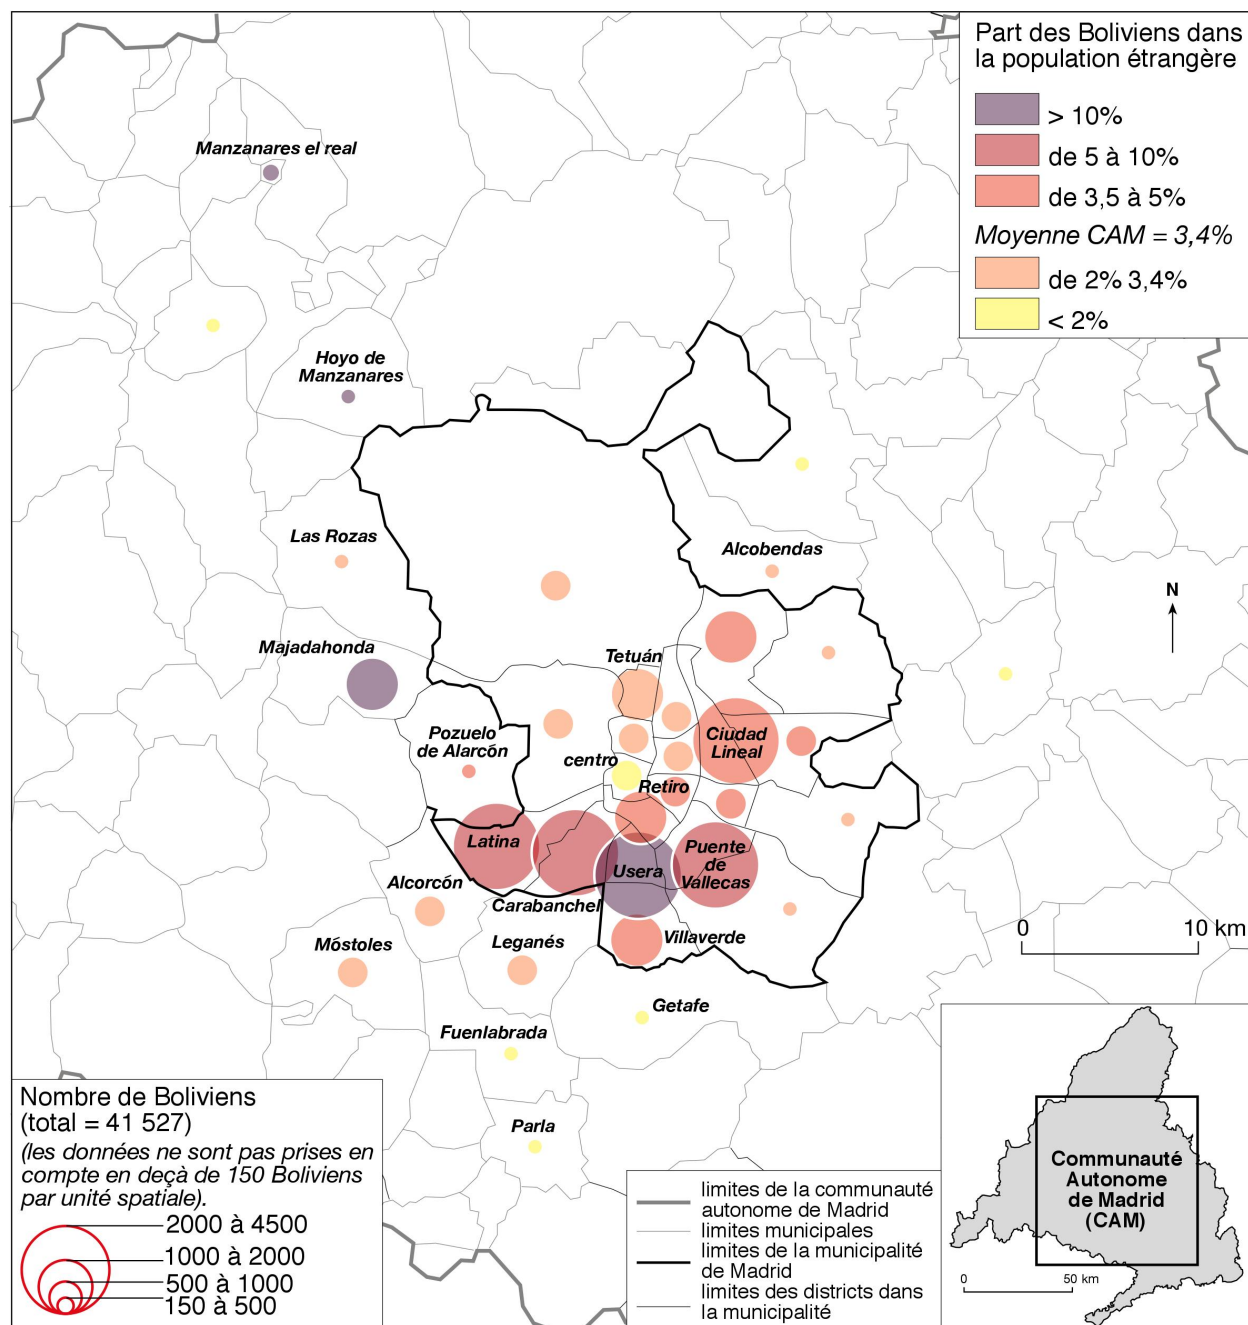 Part des Boliviens dans
la population étrangère
> 10%
de 5 à 10%
de 3,5 à 5%
Moyenne CAM = 3,4%
de 2% 3,4%
< 2%
Manzanares el real
Hoyo de
Manzanares
Las Rozas
Alcobendas
N
Majadahonda
Tetuán
Pozuelo
de Alarcón
Ciudad
Lineal
centro
Retiro
Latina
Puente
de
Vallecas
Usera
Alcorcón
Carabanchel
Móstoles
Leganés
Villaverde
0 10 km
Getafe
Fuenlabrada
Parla
Nombre de Boliviens
(total = 41 527)
(les données ne sont pas prises en
compte en deçà de 150 Boliviens
par unité spatiale).
2000 à 4500
1000 à 2000
500 à 1000
150 à 500
limites de la communauté
autonome de Madrid
limites municipales
limites de la municipalité
de Madrid
limites des districts dans
la municipalité
Communauté
Autonome
de Madrid
(CAM)
0 50 km